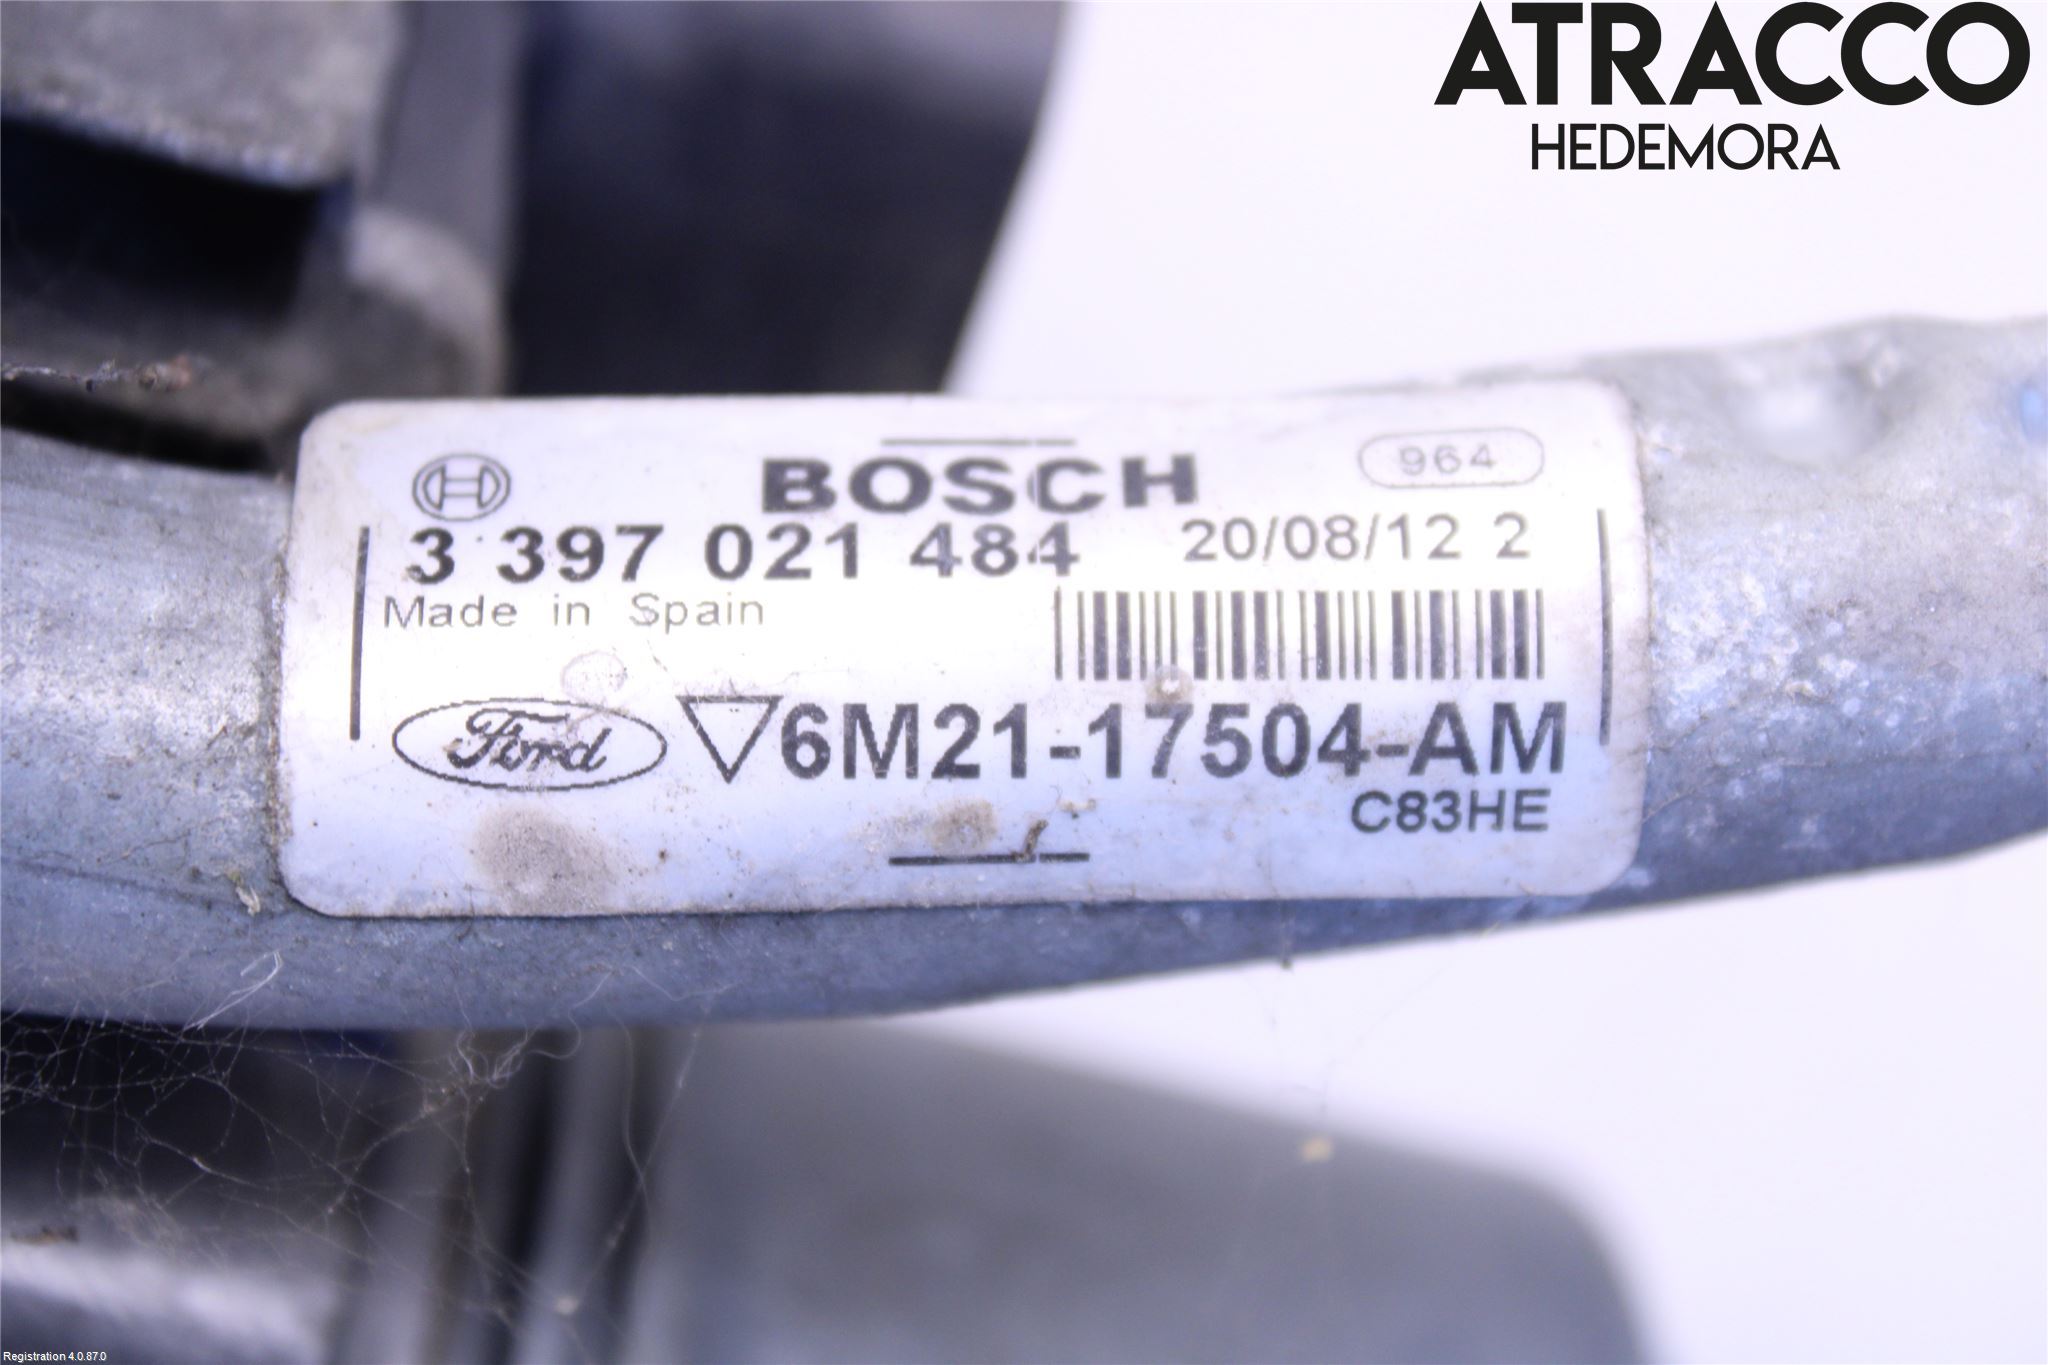 ATRACCO
HEDEMORA
BOSCH
964
3 397 021 484 20/08/12 2
Made in Spain
Ford 6M21-17504-AM
C83HE
Registration 4.0.87.0